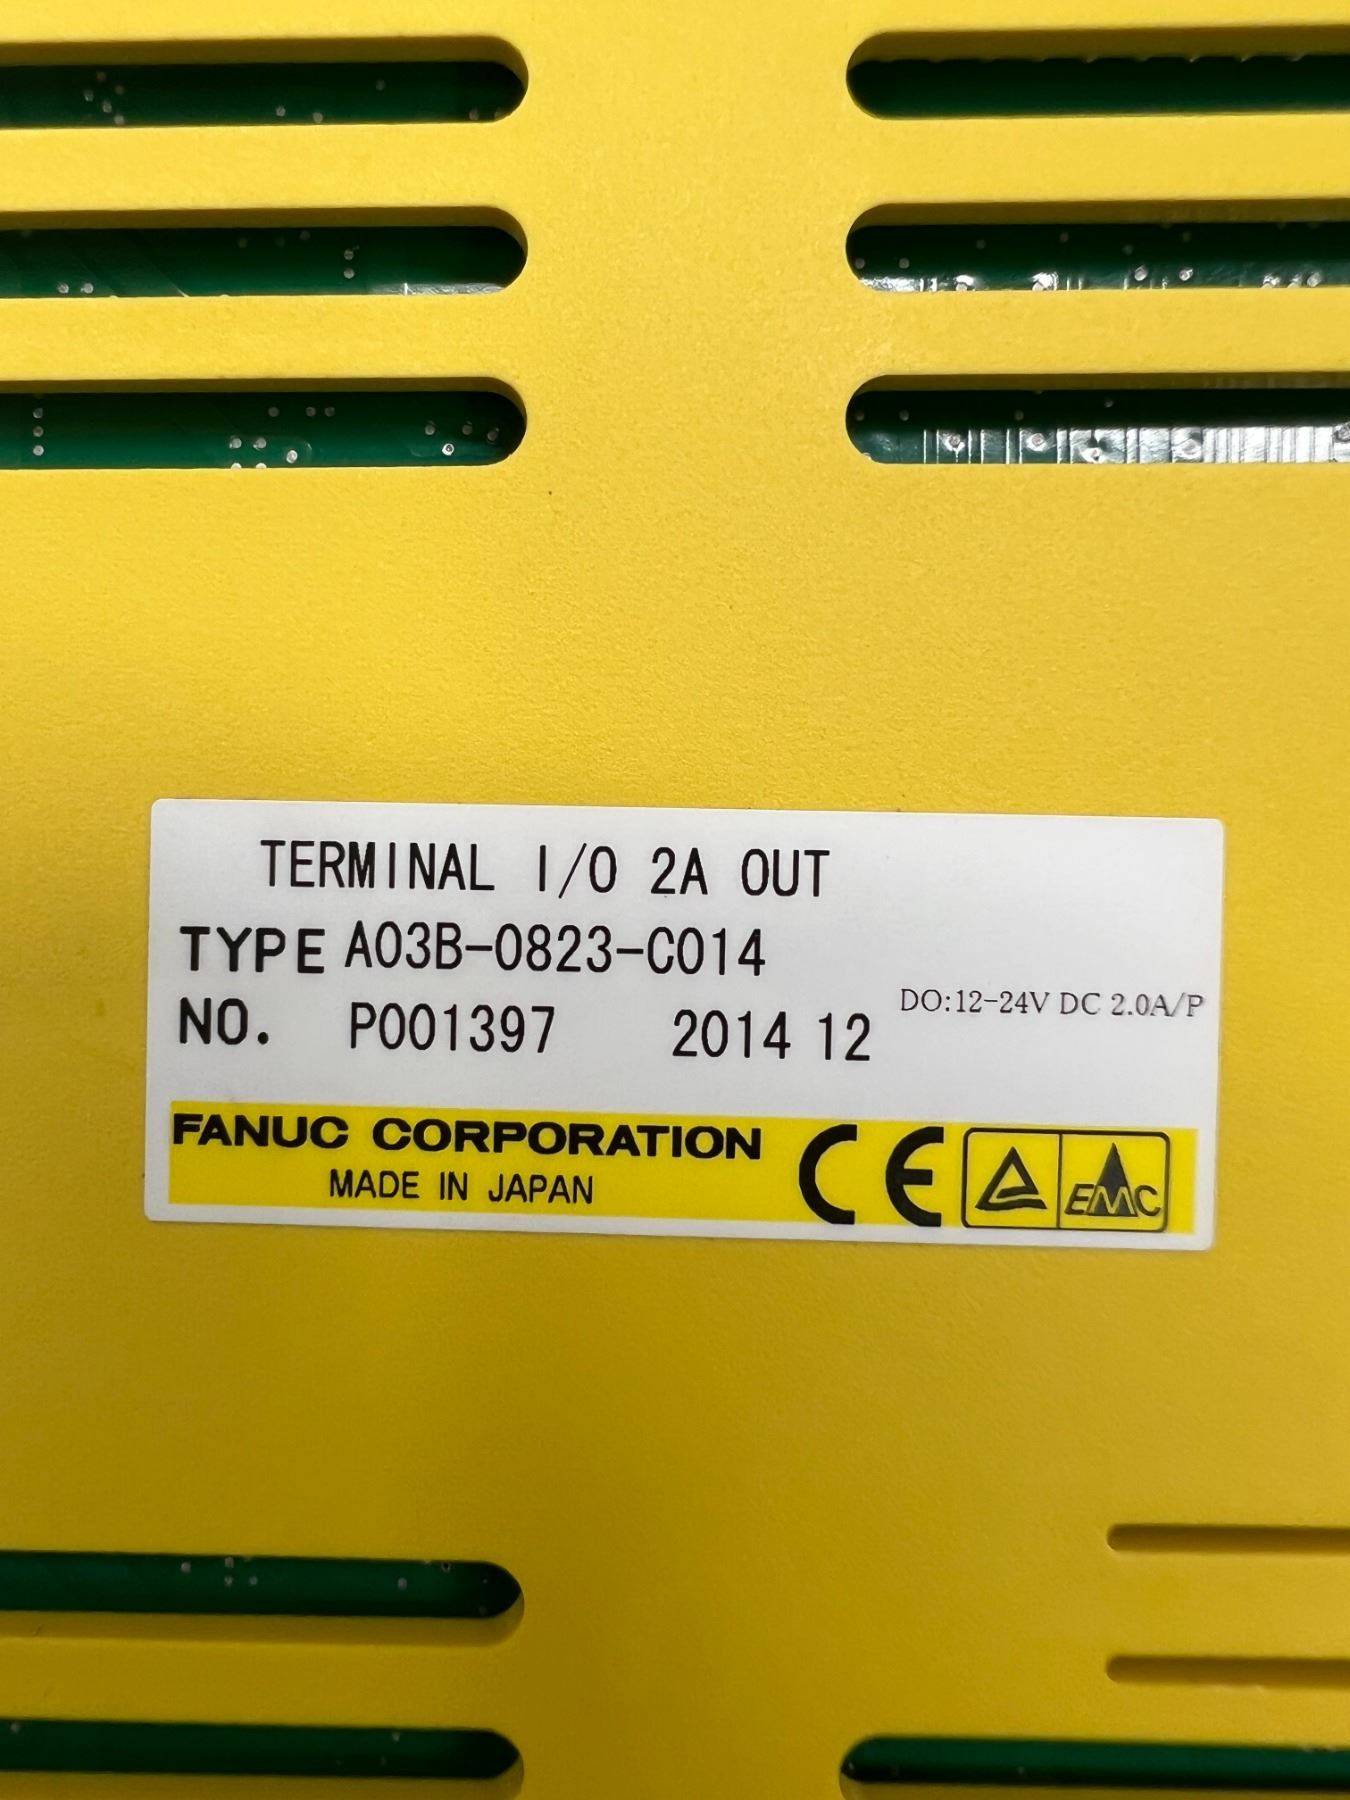 TERMINAL I/O 2A OUT
TYPE A03B-0823-C014
DO:12-24V DC 2.0A/P
NO. P001397 2014 12
FANUC CORPORATION
MADE IN JAPAN
CE
EMC